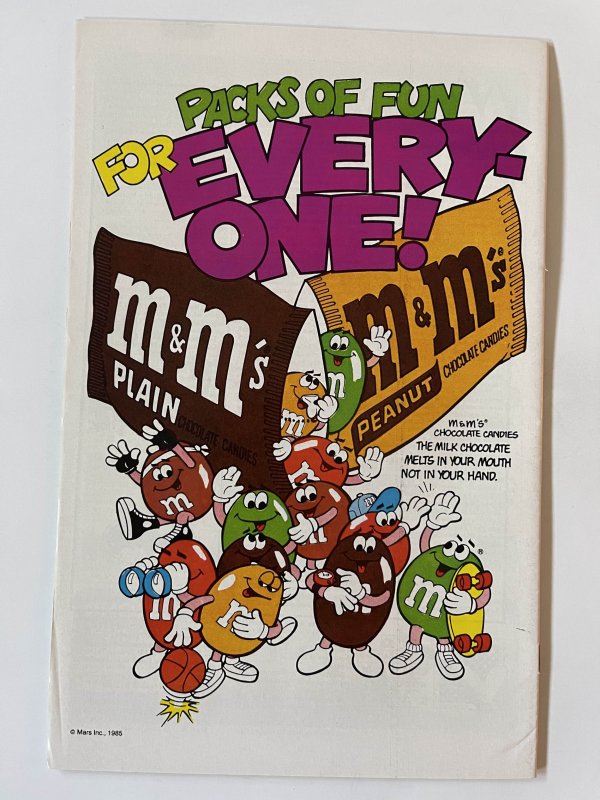 PACKS OF FUN
FOR EVERY-
ONE!
m&m's
PLAIN
CHOCOLATE CANDIES
m&m's®
PEANUT
CHOCOLATE CANDIES
m&m's®
CHOCOLATE CANDIES
THE MILK CHOCOLATE
MELTS IN YOUR MOUTH
NOT IN YOUR HAND.
m
m
m
m
m
m
m
m
m
m
®
© Mars Inc., 1985